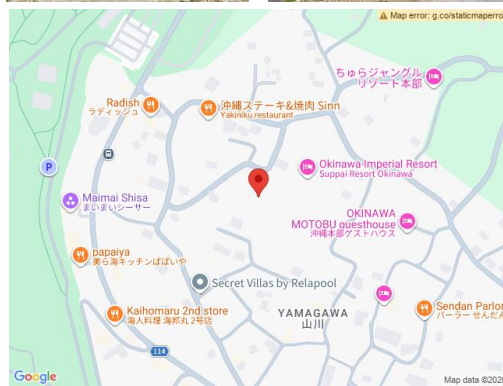 Map error: g.co/staticmaperro
ちゅらジャングル
リゾート本部
Radish
ラディッシュ
沖縄ステーキ&焼肉 Sinn
Yakiniku restaurant
Okinawa Imperial Resort
Suppai Resort Okinawa
P
Maimai Shisa
まいまいシーサー
OKINAWA
MOTOBU guesthouse
沖縄本部ゲストハウス
papaiya
美ら海キッチンぱぱいや
Secret Villas by Relapool
Kaihomaru 2nd store
海人料理 海邦丸 2号店
YAMAGAWA
山川
Sendan Parlor
パーラー せんだん
114
Google
Map data ©202